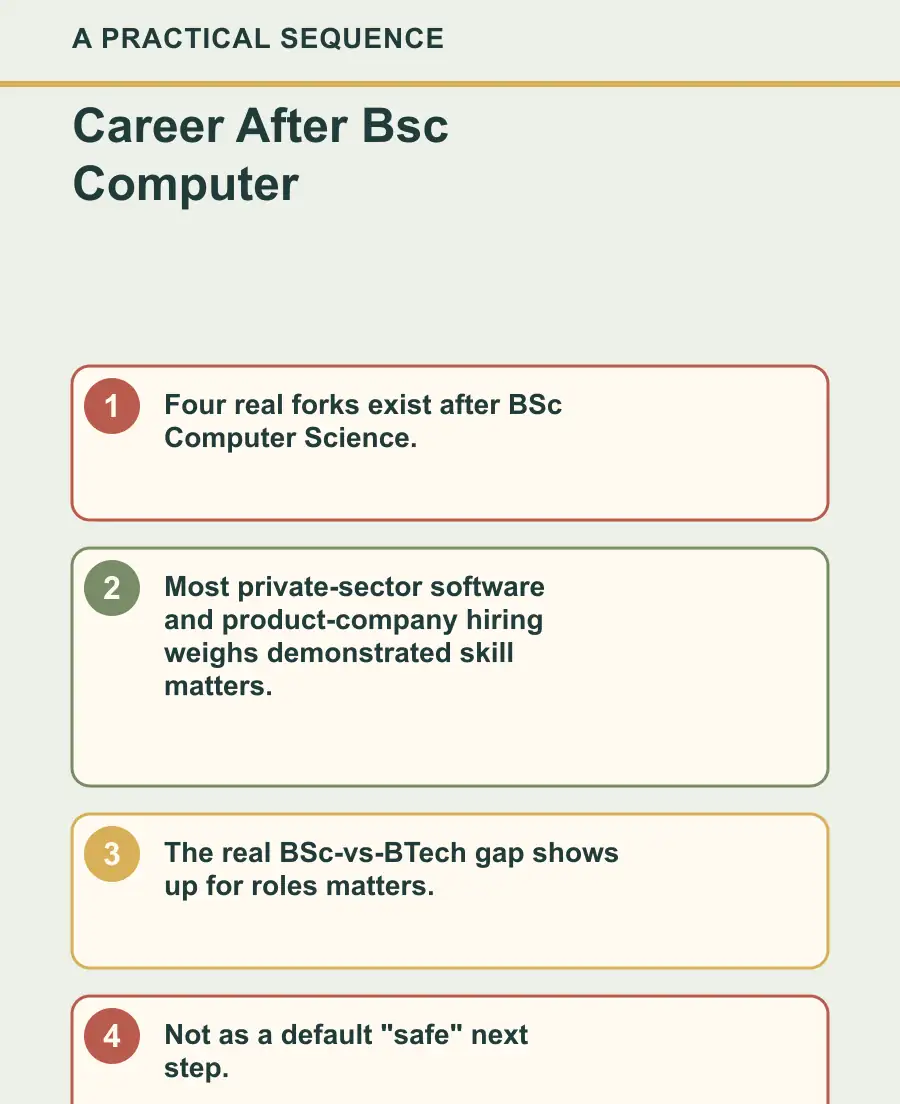 A PRACTICAL SEQUENCE
Career After Bsc
Computer
1
Four real forks exist after BSc
Computer Science.
2
Most private-sector software
and product-company hiring
weighs demonstrated skill
matters.
3
The real BSc-vs-BTech gap shows
up for roles matters.
4
Not as a default "safe" next
step.